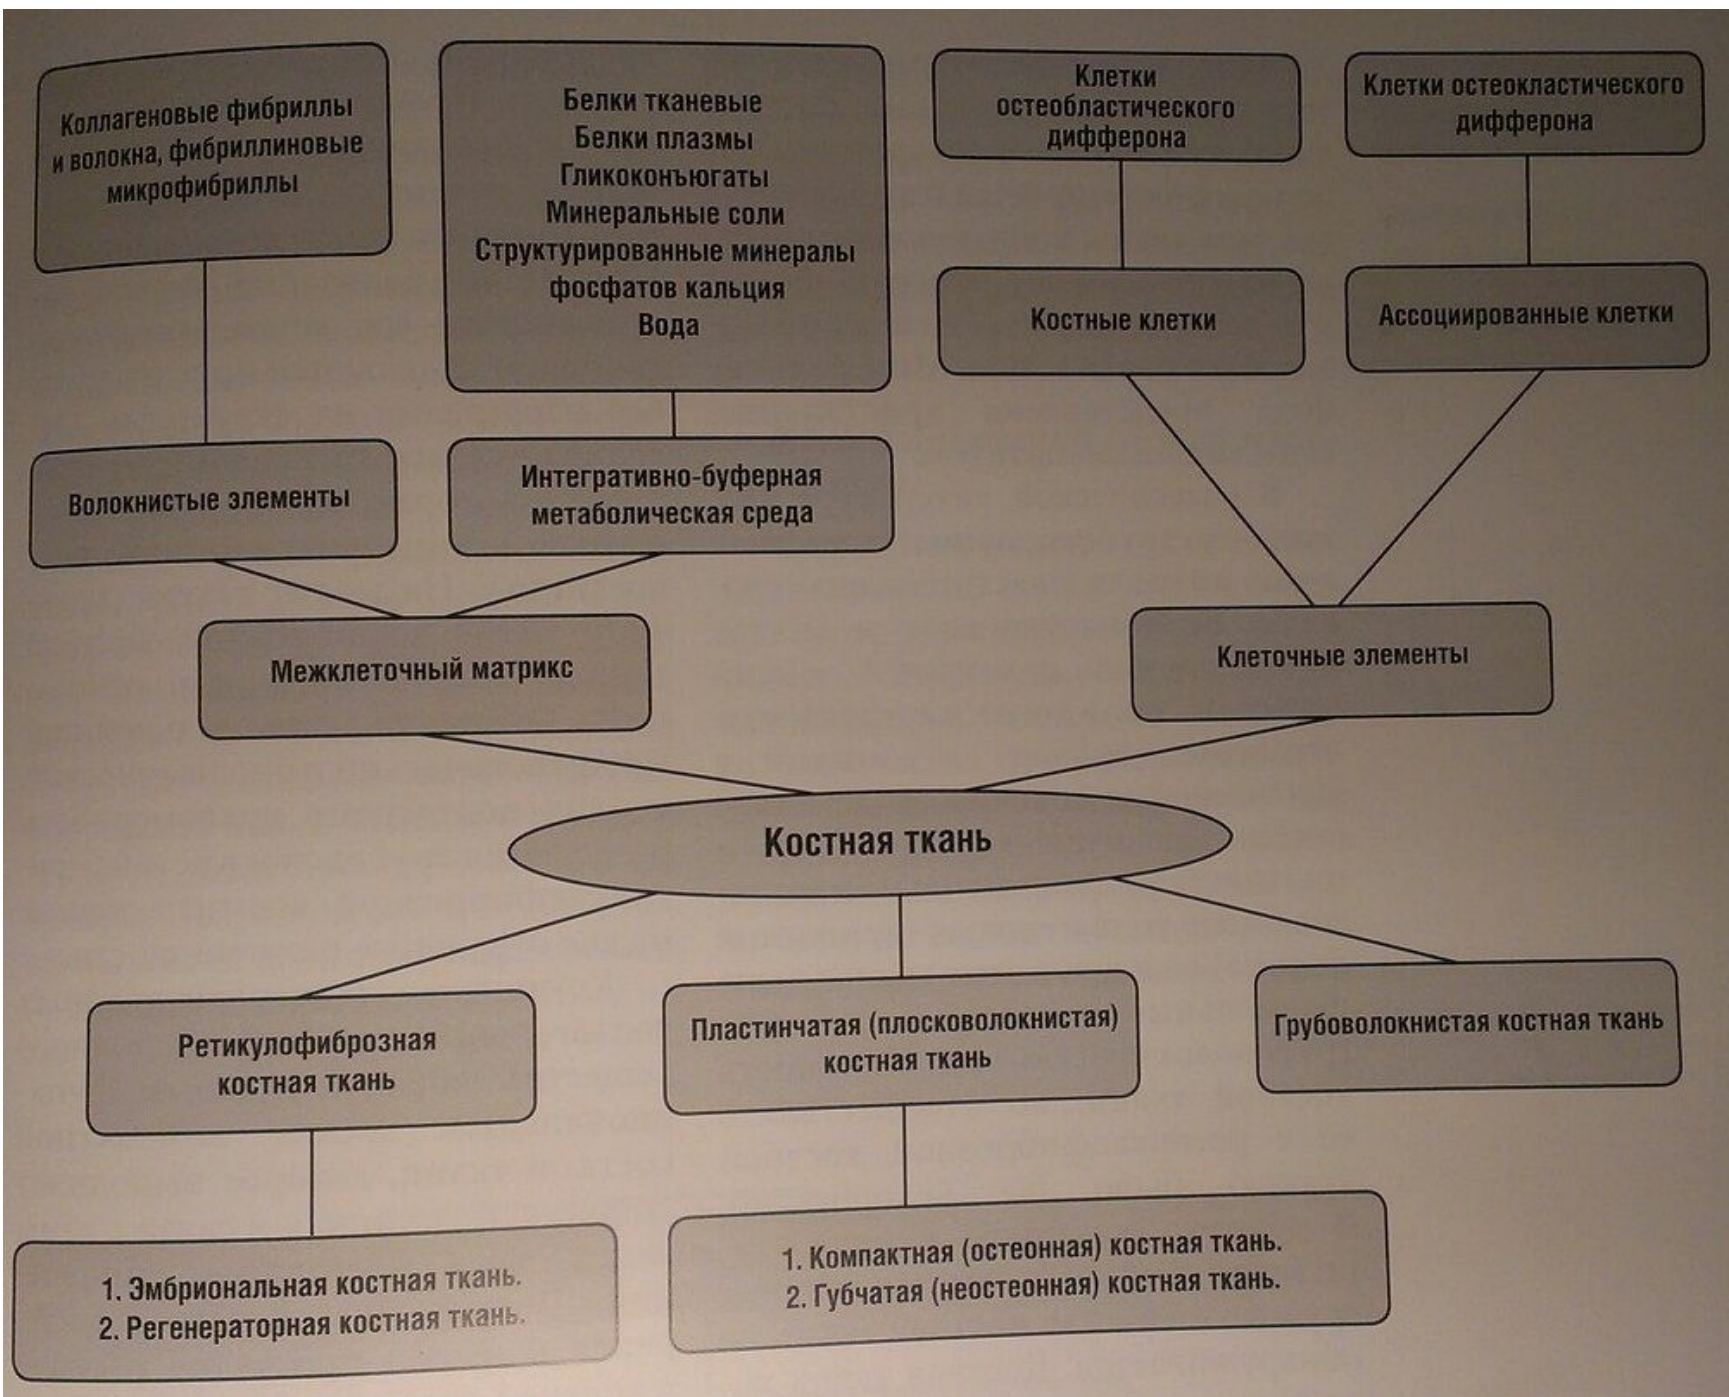 Коллагеновые фибриллы
и волокна, фибриллиновые
микрофибриллы
Белки тканевые
Белки плазмы
Гликоконъюгаты
Минеральные соли
Структурированные минералы
фосфатов кальция
Вода
Клетки
остеобластического
дифферона
Клетки остеокластического
дифферона
Костные клетки
Ассоциированные клетки
Волокнистые элементы
Интегративно-буферная
метаболическая среда
Межклеточный матрикс
Клеточные элементы
Костная ткань
Ретикулофиброзная
костная ткань
Пластинчатая (плосковолокнистая)
костная ткань
Грубоволокнистая костная ткань
1. Эмбриональная костная ткань.
2. Регенераторная костная ткань.
1. Компактная (остеонная) костная ткань.
2. Губчатая (неостеонная) костная ткань.